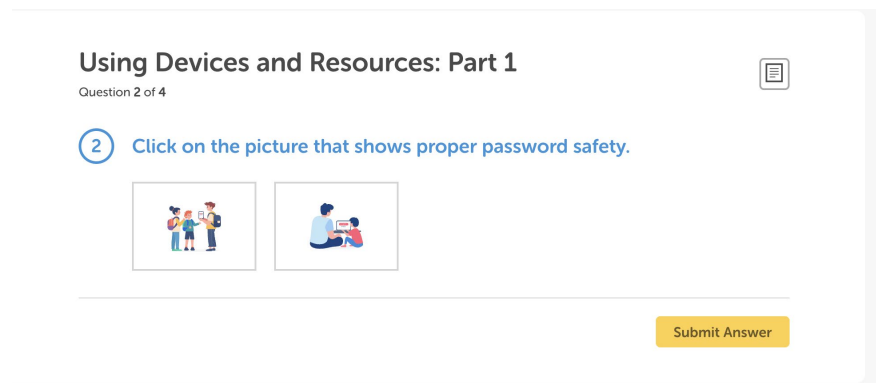 Using Devices and Resources: Part 1
Question 2 of 4
2 Click on the picture that shows proper password safety.
Submit Answer